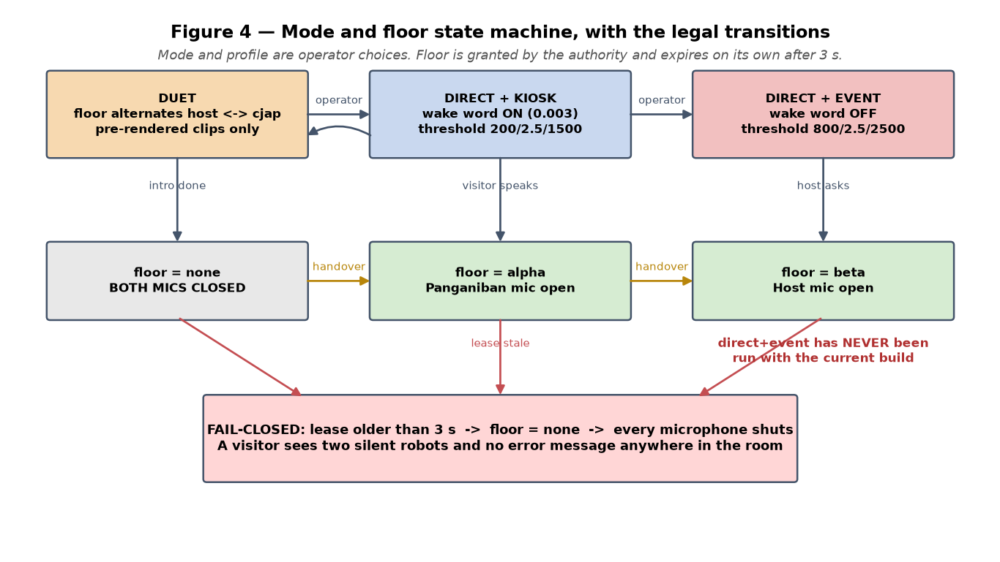 Figure 4 — Mode and floor state machine, with the legal transitions
Mode and profile are operator choices. Floor is granted by the authority and expires on its own after 3 s.
DUET
floor alternates host <-> cjap
pre-rendered clips only
operator
DIRECT + KIOSK
wake word ON (0.003)
threshold 200/2.5/1500
operator
DIRECT + EVENT
wake word OFF
threshold 800/2.5/2500
intro done
visitor speaks
host asks
floor = none
BOTH MICS CLOSED
handover
floor = alpha
Panganiban mic open
handover
floor = beta
Host mic open
lease stale
direct+event has NEVER been
run with the current build
FAIL-CLOSED: lease older than 3 s -> floor = none -> every microphone shuts
A visitor sees two silent robots and no error message anywhere in the room